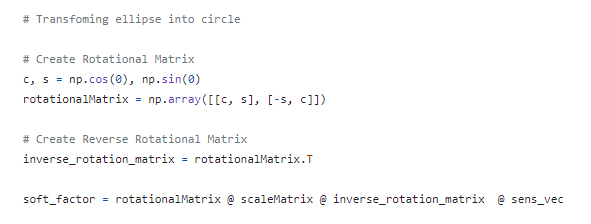 # Transfoming ellipse into circle
# Create Rotational Matrix
c, s = np.cos(0), np.sin(0)
rotationalMatrix = np.array([[c, s], [-s, c]])
# Create Reverse Rotational Matrix
inverse_rotation_matrix = rotationalMatrix.T
soft_factor = rotationalMatrix @ scaleMatrix @ inverse_rotation_matrix  @ sens_vec